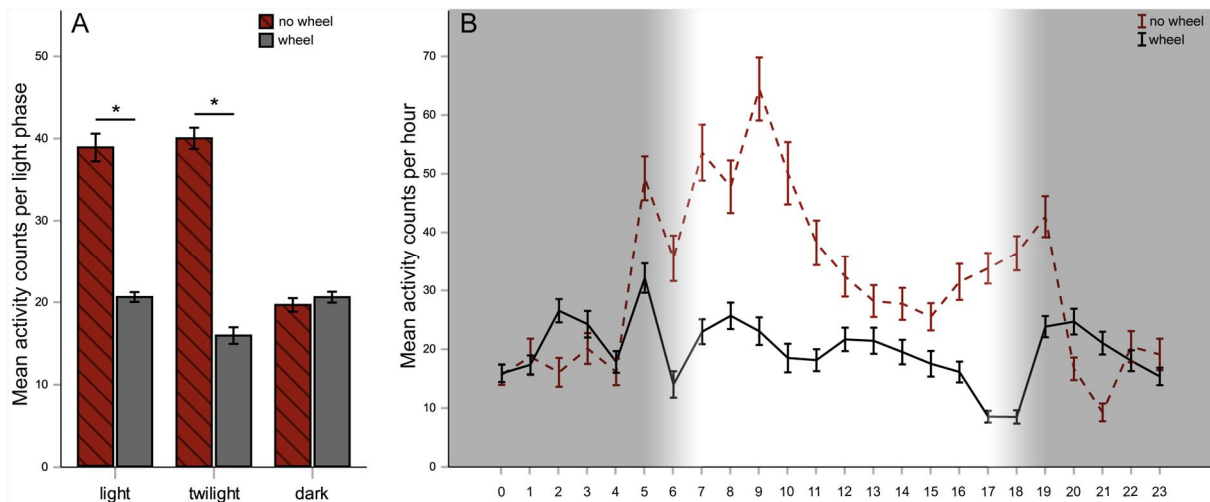 A
no wheel
wheel
Mean activity counts per light phase
50
40
30
20
10
0
* *
light twilight dark
B
no wheel
wheel
Mean activity counts per hour
70
60
50
40
30
20
10
0
0 1 2 3 4 5 6 7 8 9 10 11 12 13 14 15 16 17 18 19 20 21 22 23